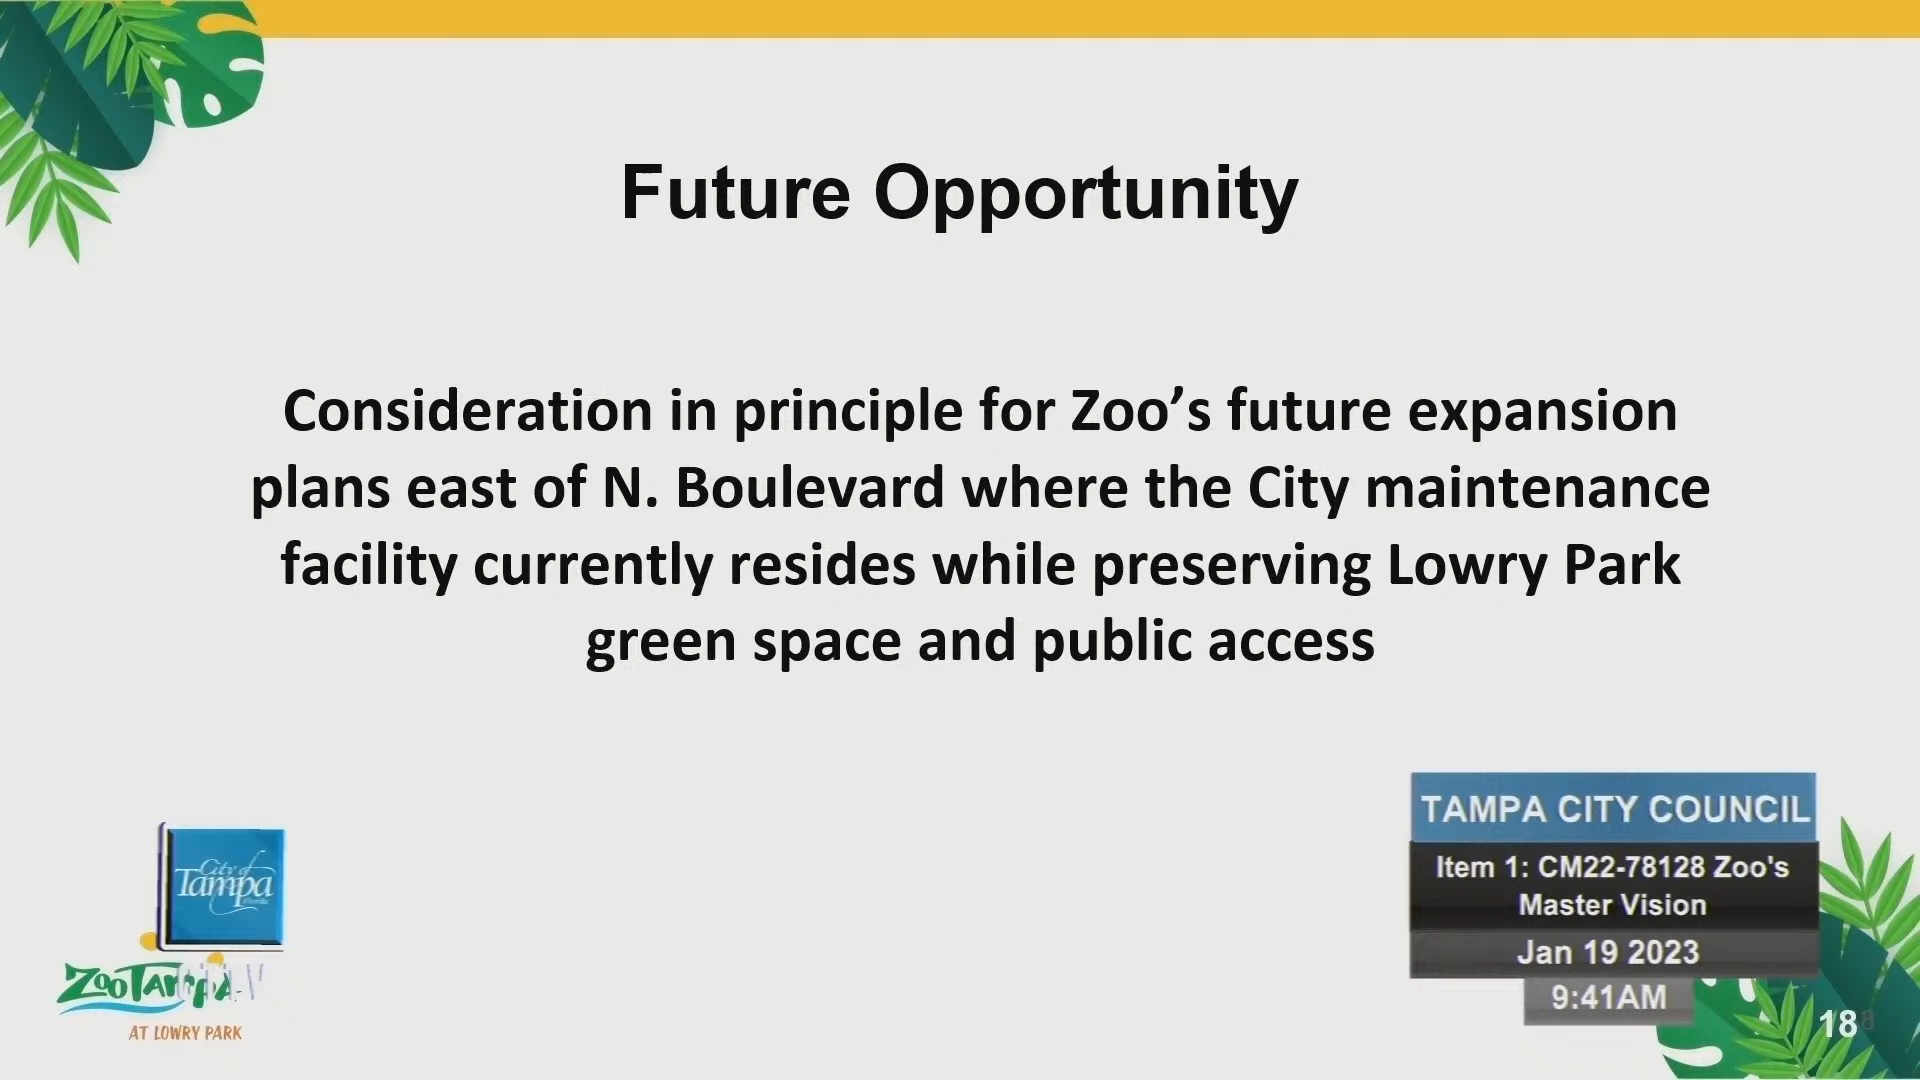 Future Opportunity
Consideration in principle for Zoo’s future expansion
plans east of N. Boulevard where the City maintenance
facility currently resides while preserving Lowry Park
green space and public access
City of
Tampa
Florida
ZooTampa
AT LOWRY PARK
TAMPA CITY COUNCIL
Item 1: CM22-78128 Zoo's
Master Vision
Jan 19 2023
9:41AM
18